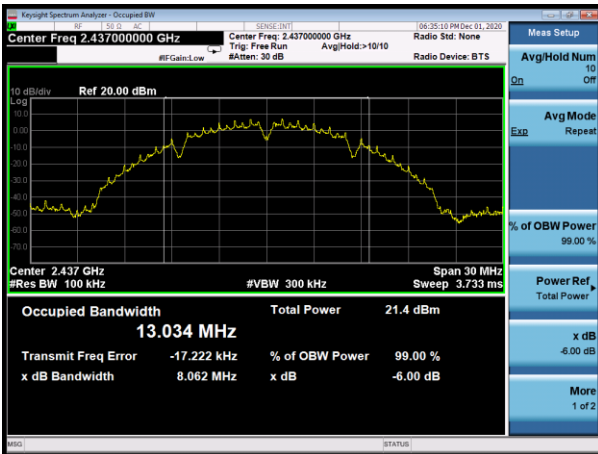 Keysight Spectrum Analyzer - Occupied BW
RF 50 Ω AC SENSE:INT 06:35:10 PM Dec 01, 2020
Center Freq 2.437000000 GHz Center Freq: 2.437000000 GHz Radio Std: None
Trig: Free Run Avg|Hold:>10/10
#IFGain:Low #Atten: 30 dB Radio Device: BTS
10 dB/div Ref 20.00 dBm
Log
10.0
0.00
-10.0
-20.0
-30.0
-40.0
-50.0
-60.0
-70.0
Center 2.437 GHz Span 30 MHz
#Res BW 100 kHz #VBW 300 kHz Sweep 3.733 ms
Occupied Bandwidth Total Power 21.4 dBm
13.034 MHz
Transmit Freq Error -17.222 kHz % of OBW Power 99.00 %
x dB Bandwidth 8.062 MHz x dB -6.00 dB
MSG STATUS
Meas Setup
Avg/Hold Num
10
On Off
Avg Mode
Exp Repeat
% of OBW Power
99.00 %
Power Ref
Total Power
x dB
-6.00 dB
More
1 of 2